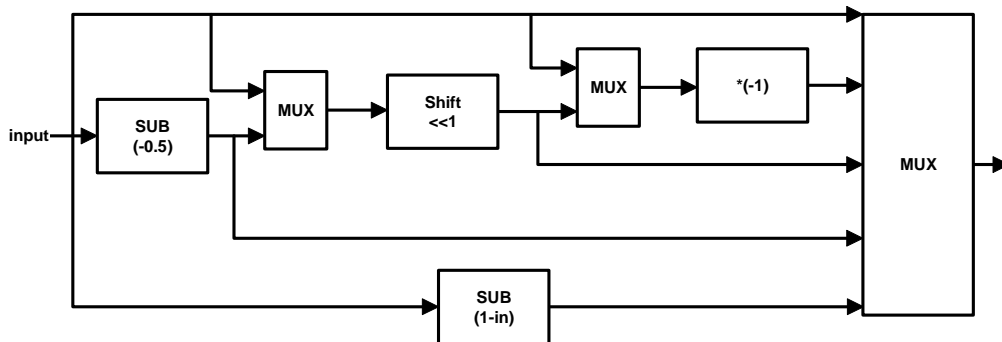 input
SUB
(-0.5)
MUX
Shift
<<1
MUX
*(-1)
MUX
SUB
(1-in)